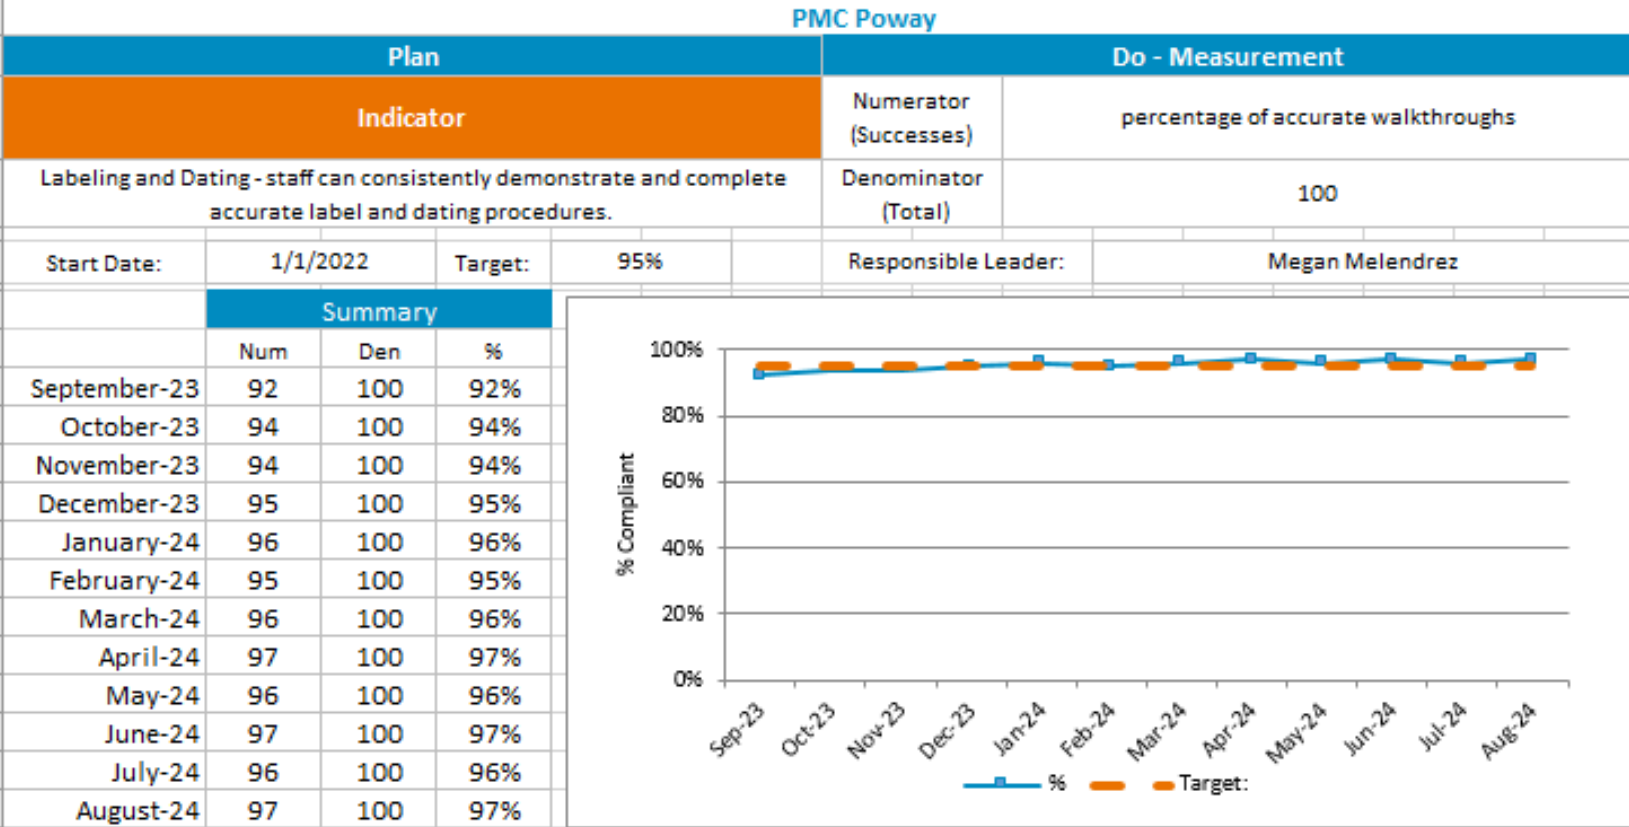 PMC Poway
Plan
Do - Measurement
Indicator
Numerator
(Successes)
percentage of accurate walkthroughs
Labeling and Dating - staff can consistently demonstrate and complete
accurate label and dating procedures.
Denominator
(Total)
100
Start Date:
1/1/2022
Target:
95%
Responsible Leader:
Megan Melendrez
Summary
Num Den %
September-23 92 100 92%
October-23 94 100 94%
November-23 94 100 94%
December-23 95 100 95%
January-24 96 100 96%
February-24 95 100 95%
March-24 96 100 96%
April-24 97 100 97%
May-24 96 100 96%
June-24 97 100 97%
July-24 96 100 96%
August-24 97 100 97%
% Compliant
100%
80%
60%
40%
20%
0%
Sep-23 Oct-23 Nov-23 Dec-23 Jan-24 Feb-24 Mar-24 Apr-24 May-24 Jun-24 Jul-24 Aug-24
% Target: